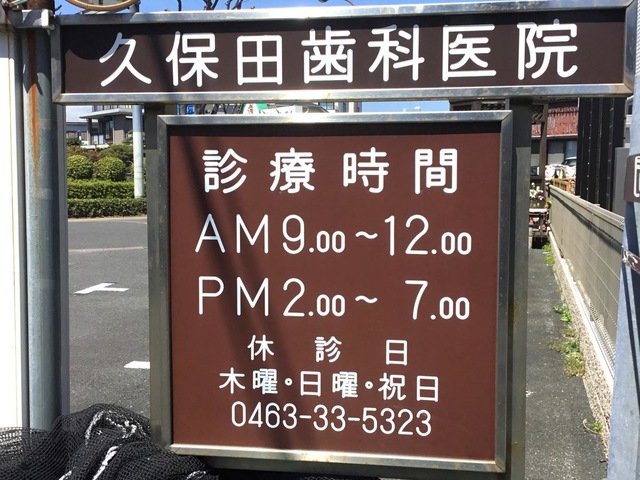 久保田歯科医院
診療時間
AM9.00～12.00
PM2.00～ 7.00
休診日
木曜・日曜・祝日
0463-33-5323